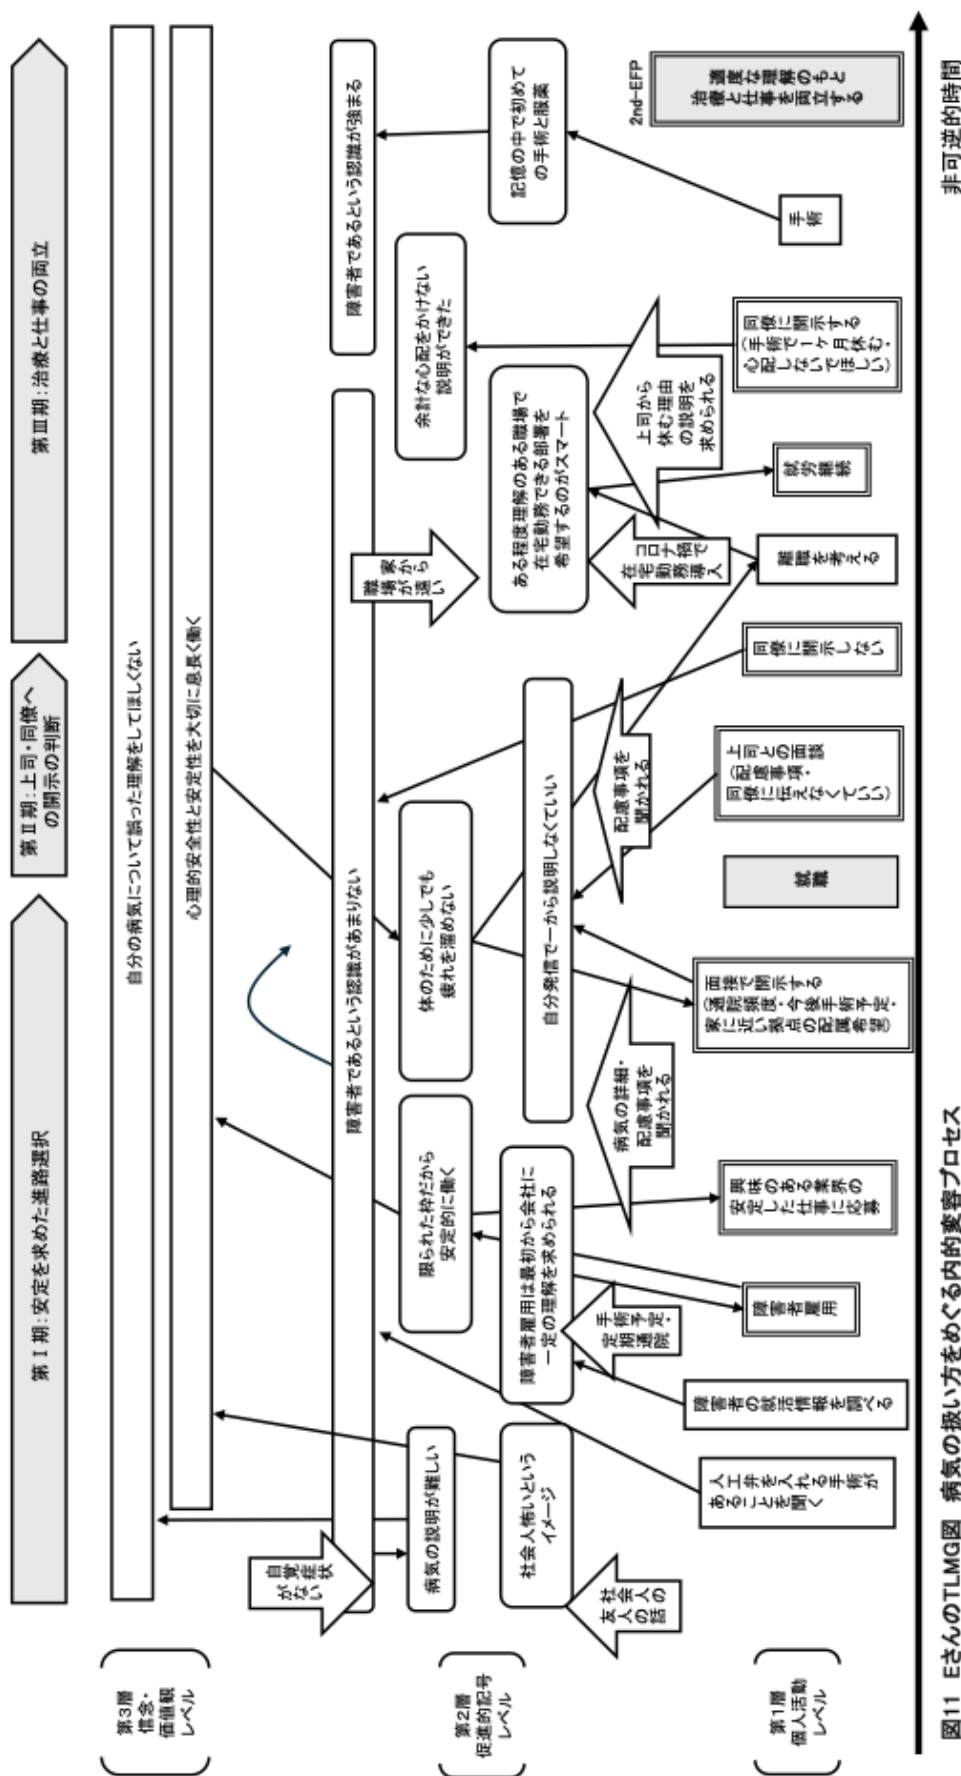 第Ⅰ期：安定を求めた進路選択
第Ⅱ期：上司・同僚へ
の開示の判断
第Ⅲ期：治療と仕事の両立
第3層
信念・
価値観
レベル
自分の病気について誤った理解をしてほしくない
心理的安全性と安定性を大切に息長く働く
第2層
促進的記号
レベル
自覚症状
がない
障害者であるという認識があまりない
家から
職場が遠い
障害者であるという認識が強まる
病気の説明が難しい
限られた枠だから
安定的に働く
体のために少しでも
疲れを溜めない
余計な心配をかけない
説明ができた
社会人怖いという
イメージ
障害者雇用は最初から会社に
一定の理解を求められる
自分発信で一から説明しなくていい
ある程度理解のある職場で
在宅勤務できる部署を
希望するのがスマート
記憶の中で初めて
の手術と服薬
社会人の
友人の話
手術予定・
定期通院
病気の詳細・
配慮事項を
聞かれる
配慮事項を
聞かれる
コロナ禍で
在宅勤務導入
上司から
休む理由
の説明を
求められる
第1層
個人活動
レベル
人工弁を入れる手術が
あることを聞く
障害者の就活情報を調べる
障害者雇用
興味のある業界の
安定した仕事に応募
面接で開示する
（通院頻度・今後手術予定・
家に近い拠点の配属希望）
就職
上司との面談
（配慮事項・
同僚に伝えなくていい）
同僚に開示しない
離職を考える
就労継続
同僚に開示する
（手術で1ヶ月休む・
心配しないでほしい）
手術
2nd-EFP
適度な理解のもと
治療と仕事を両立する
非可逆的時間
図11 EさんのTLMG図 病気の扱い方をめぐる内的変容プロセス